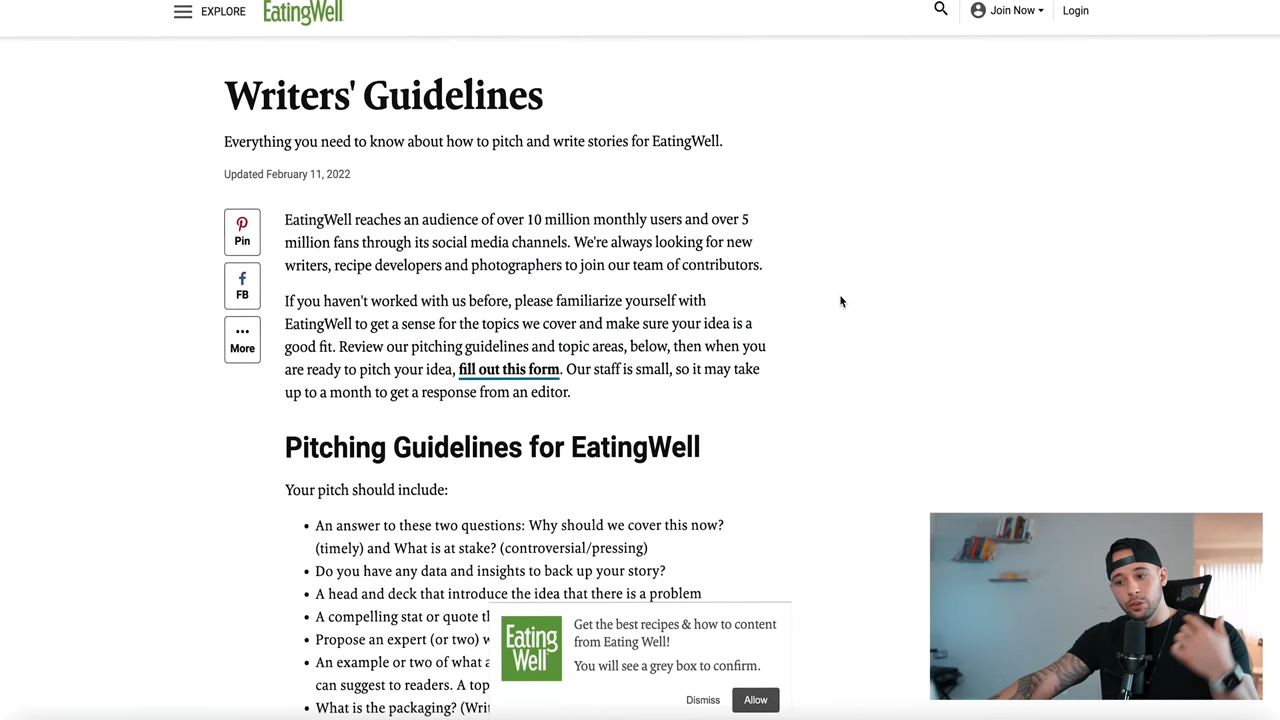 EXPLORE
EatingWell
Join Now
Login
Writers' Guidelines
Everything you need to know about how to pitch and write stories for EatingWell.
Updated February 11, 2022
Pin
FB
More
EatingWell reaches an audience of over 10 million monthly users and over 5
million fans through its social media channels. We're always looking for new
writers, recipe developers and photographers to join our team of contributors.
If you haven't worked with us before, please familiarize yourself with
EatingWell to get a sense for the topics we cover and make sure your idea is a
good fit. Review our pitching guidelines and topic areas, below, then when you
are ready to pitch your idea, fill out this form. Our staff is small, so it may take
up to a month to get a response from an editor.
Pitching Guidelines for EatingWell
Your pitch should include:
• An answer to these two questions: Why should we cover this now?
(timely) and What is at stake? (controversial/pressing)
• Do you have any data and insights to back up your story?
• A head and deck that introduce the idea that there is a problem
• A compelling stat or quote
• Propose an expert (or two)
• An example or two of what
can suggest to readers. A top
• What is the packaging?
Eating
Well
Get the best recipes & how to content
from Eating Well!
You will see a grey box to confirm.
Dismiss
Allow